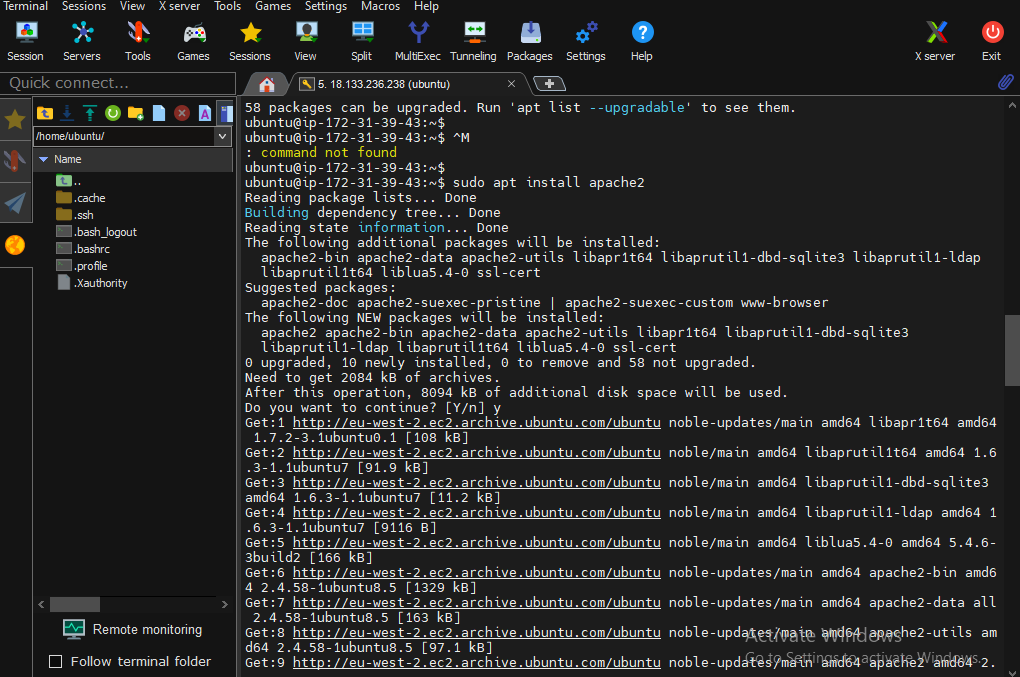 Terminal Sessions View X server Tools Games Settings Macros Help
Session Servers Tools Games Sessions View Split MultiExec Tunneling Packages Settings Help X server Exit
Quick connect...
5. 18.133.236.238 (ubuntu)
/home/ubuntu/
Name
..
.cache
.ssh
.bash_logout
.bashrc
.profile
.Xauthority
Remote monitoring
Follow terminal folder
58 packages can be upgraded. Run 'apt list --upgradable' to see them.
ubuntu@ip-172-31-39-43:~$
ubuntu@ip-172-31-39-43:~$ ^M
: command not found
ubuntu@ip-172-31-39-43:~$
ubuntu@ip-172-31-39-43:~$ sudo apt install apache2
Reading package lists... Done
Building dependency tree... Done
Reading state information... Done
The following additional packages will be installed:
apache2-bin apache2-data apache2-utils libapr1t64 libaprutil1-dbd-sqlite3 libaprutil1-ldap
libaprutil1t64 liblua5.4-0 ssl-cert
Suggested packages:
apache2-doc apache2-suexec-pristine | apache2-suexec-custom www-browser
The following NEW packages will be installed:
apache2 apache2-bin apache2-data apache2-utils libapr1t64 libaprutil1-dbd-sqlite3
libaprutil1-ldap libaprutil1t64 liblua5.4-0 ssl-cert
0 upgraded, 10 newly installed, 0 to remove and 58 not upgraded.
Need to get 2084 kB of archives.
After this operation, 8094 kB of additional disk space will be used.
Do you want to continue? [Y/n] y
Get:1 http://eu-west-2.ec2.archive.ubuntu.com/ubuntu noble-updates/main amd64 libapr1t64 amd64
1.7.2-3.1ubuntu0.1 [108 kB]
Get:2 http://eu-west-2.ec2.archive.ubuntu.com/ubuntu noble/main amd64 libaprutil1t64 amd64 1.6
.3-1.1ubuntu7 [91.9 kB]
Get:3 http://eu-west-2.ec2.archive.ubuntu.com/ubuntu noble/main amd64 libaprutil1-dbd-sqlite3
amd64 1.6.3-1.1ubuntu7 [11.2 kB]
Get:4 http://eu-west-2.ec2.archive.ubuntu.com/ubuntu noble/main amd64 libaprutil1-ldap amd64 1
.6.3-1.1ubuntu7 [9116 B]
Get:5 http://eu-west-2.ec2.archive.ubuntu.com/ubuntu noble/main amd64 liblua5.4-0 amd64 5.4.6-
3build2 [166 kB]
Get:6 http://eu-west-2.ec2.archive.ubuntu.com/ubuntu noble-updates/main amd64 apache2-bin amd6
4 2.4.58-1ubuntu8.5 [1329 kB]
Get:7 http://eu-west-2.ec2.archive.ubuntu.com/ubuntu noble-updates/main amd64 apache2-data all
2.4.58-1ubuntu8.5 [163 kB]
Get:8 http://eu-west-2.ec2.archive.ubuntu.com/ubuntu noble-updates/main amd64 apache2-utils am
d64 2.4.58-1ubuntu8.5 [97.1 kB]
Get:9 http://eu-west-2.ec2.archive.ubuntu.com/ubuntu noble-updates/main amd64 apache2 amd64 2.
Activate Windows
Go to Settings to activate Windows.